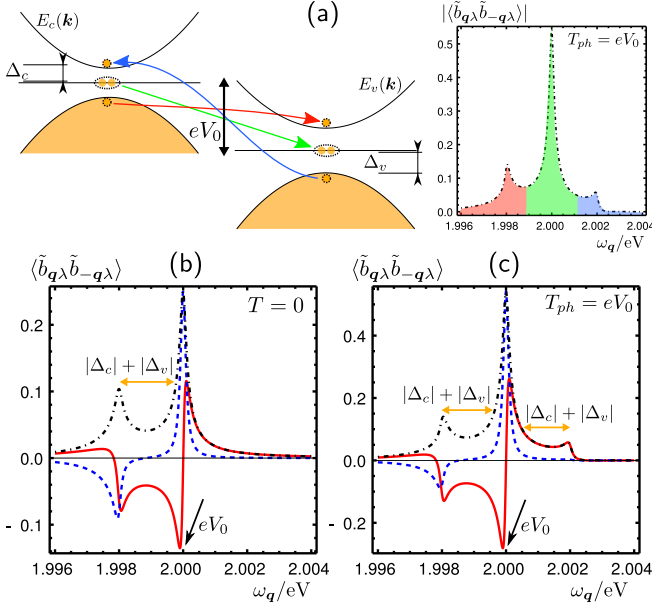 (a)
E_c(k)
Δ_c
eV_0
E_v(k)
Δ_v
|⟨b̃_{qλ} b̃_{-qλ}⟩|
T_ph = eV_0
0.5
0.4
0.3
0.2
0.1
0.0
1.996 1.998 2.000 2.002 2.004
ω_q/eV
⟨b̃_{qλ} b̃_{-qλ}⟩
(b)
T = 0
0.2
|Δ_c| + |Δ_v|
0.1
0.0
- 0.1
eV_0
1.996 1.998 2.000 2.002 2.004
ω_q/eV
⟨b̃_{qλ} b̃_{-qλ}⟩
(c)
T_ph = eV_0
0.4
|Δ_c| + |Δ_v|
|Δ_c| + |Δ_v|
0.2
0.0
- 0.2
eV_0
1.996 1.998 2.000 2.002 2.004
ω_q/eV